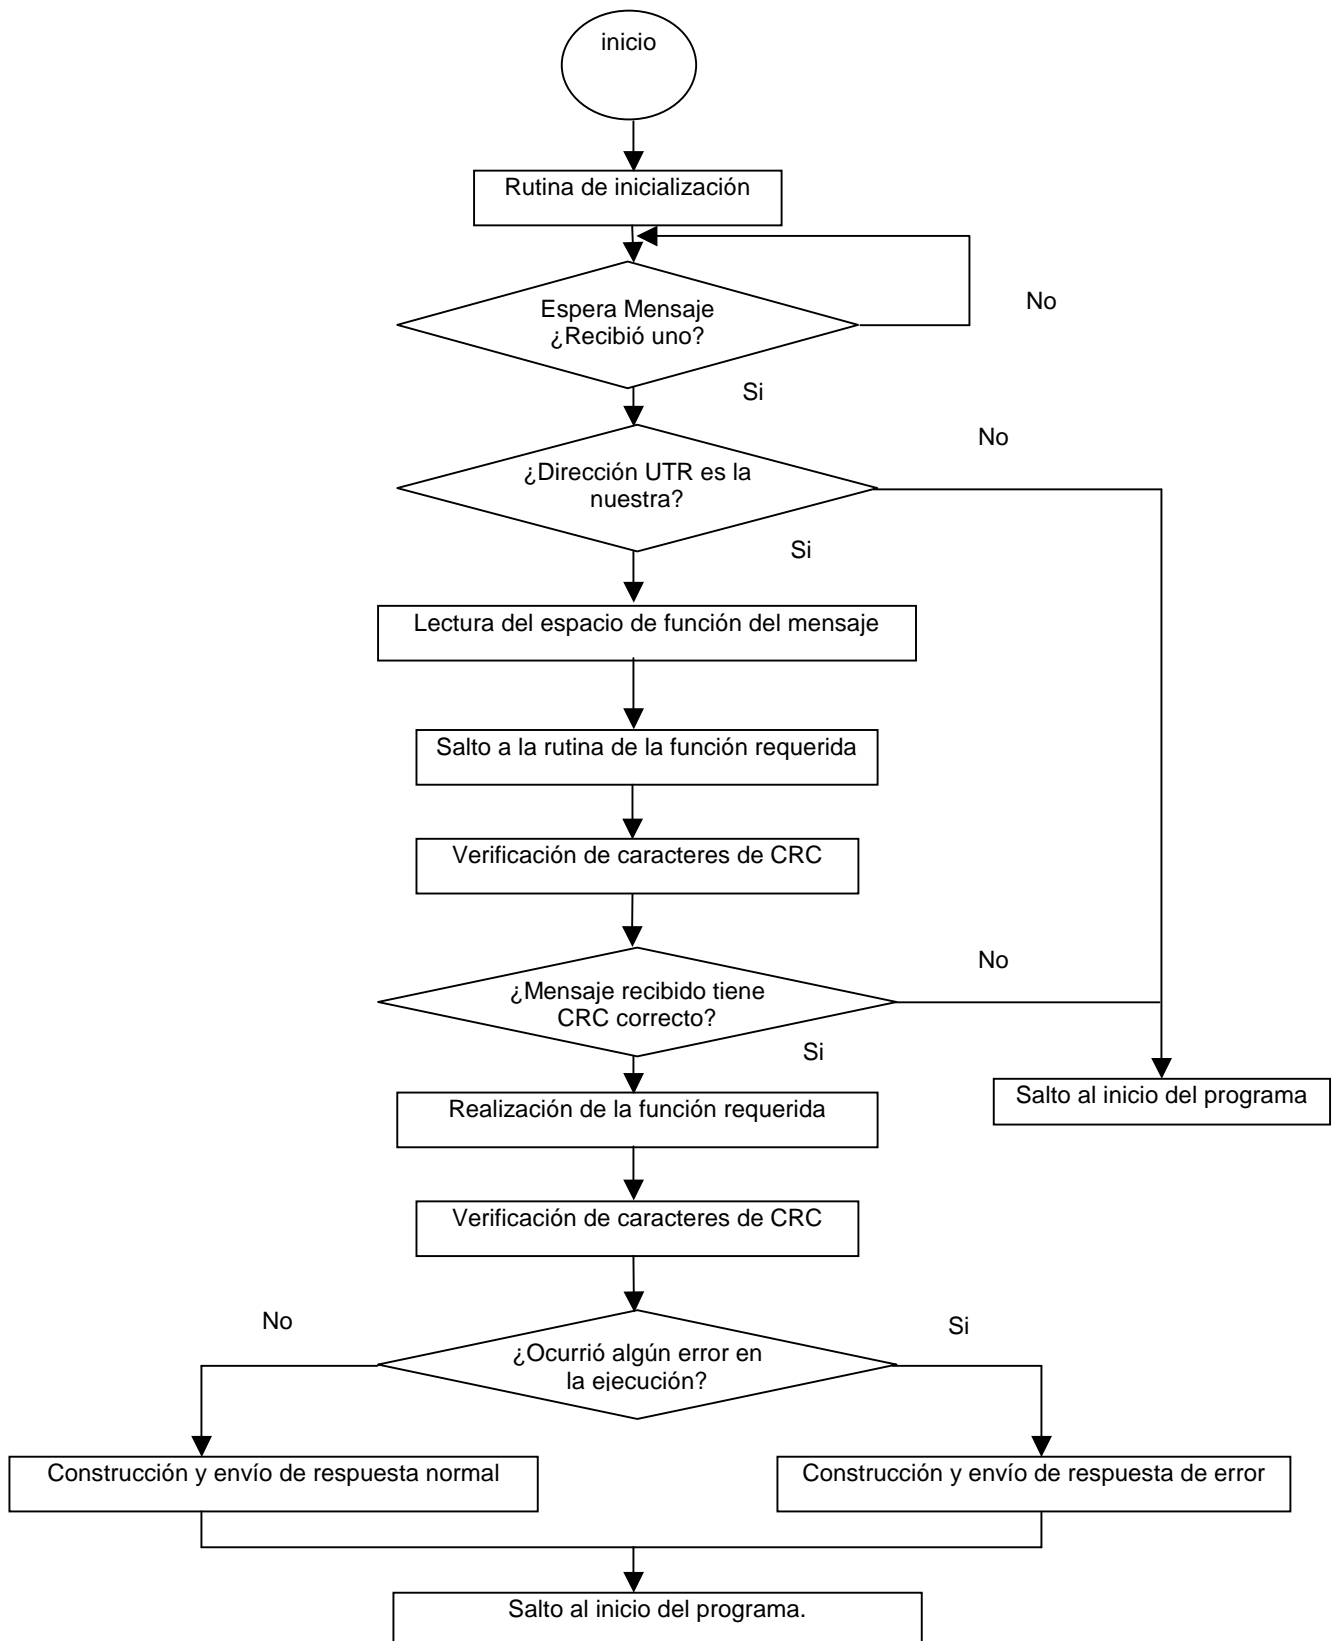 inicio
Rutina de inicialización
Espera Mensaje
¿Recibió uno?
No
Si
¿Dirección UTR es la
nuestra?
No
Si
Lectura del espacio de función del mensaje
Salto a la rutina de la función requerida
Verificación de caracteres de CRC
¿Mensaje recibido tiene
CRC correcto?
No
Si
Salto al inicio del programa
Realización de la función requerida
Verificación de caracteres de CRC
No
¿Ocurrió algún error en
la ejecución?
Si
Construcción y envío de respuesta normal
Construcción y envío de respuesta de error
Salto al inicio del programa.